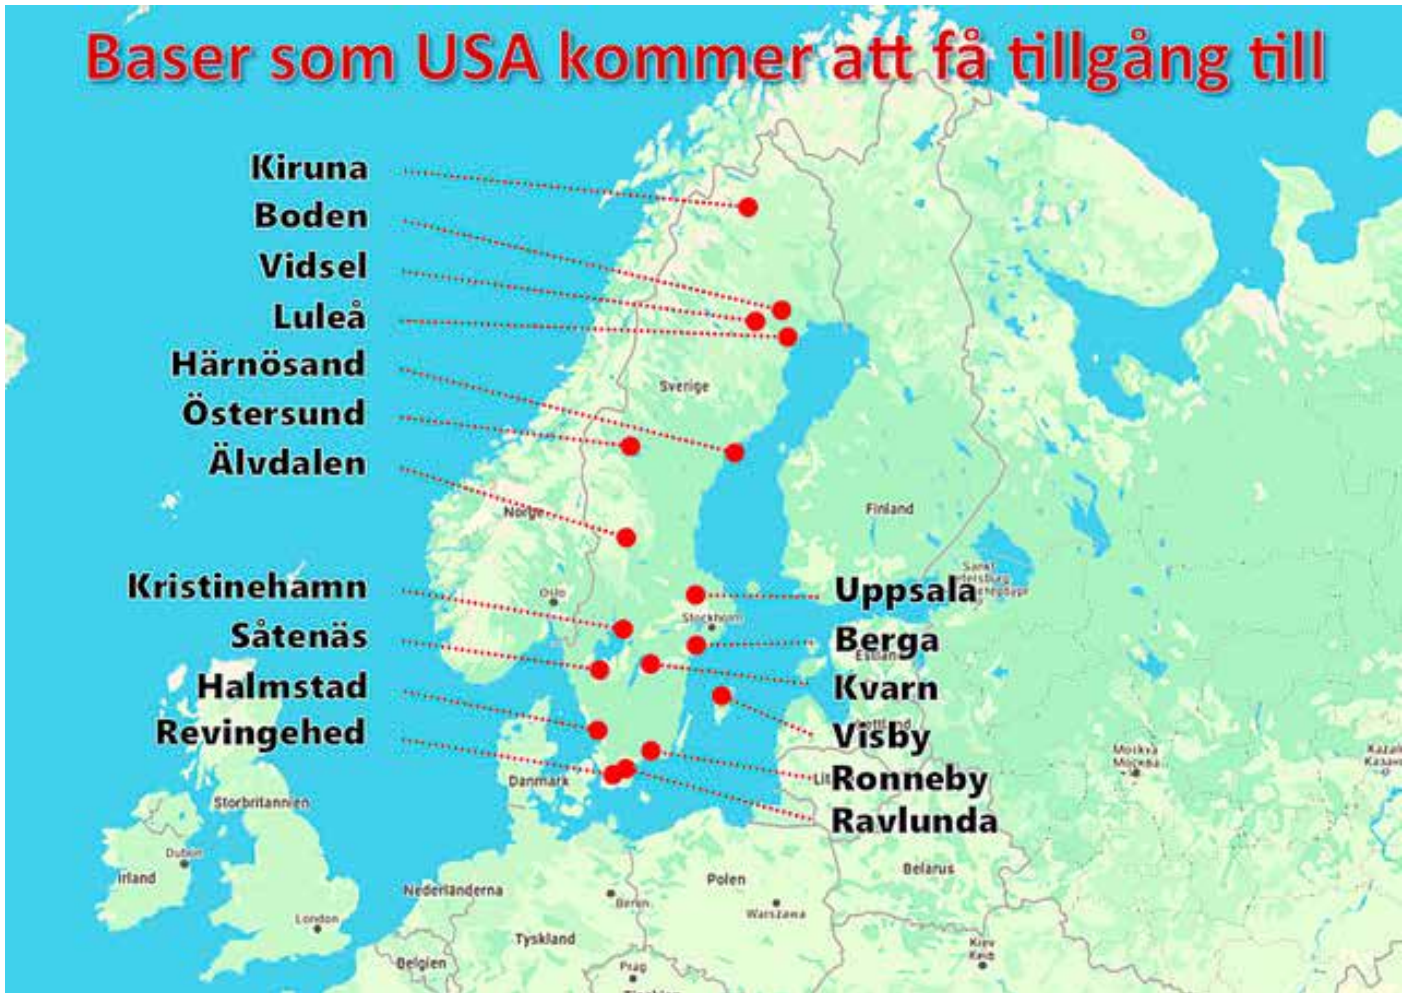 Baser som USA kommer att få tillgång till
Kiruna
Boden
Vidsel
Luleå
Härnösand
Östersund
Älvdalen
Kristinehamn
Såtenäs
Halmstad
Revingehed
Uppsala
Berga
Kvarn
Visby
Ronneby
Ravlunda
Sverige
Norge
Finland
Oslo
Stockholm
Sankt
Danmark
Storbritannien
Dublin
Irland
London
Nederländerna
Belgien
Tyskland
Berlin
Prag
Polen
Warszawa
Belarus
Kiev
Moskva
Москва